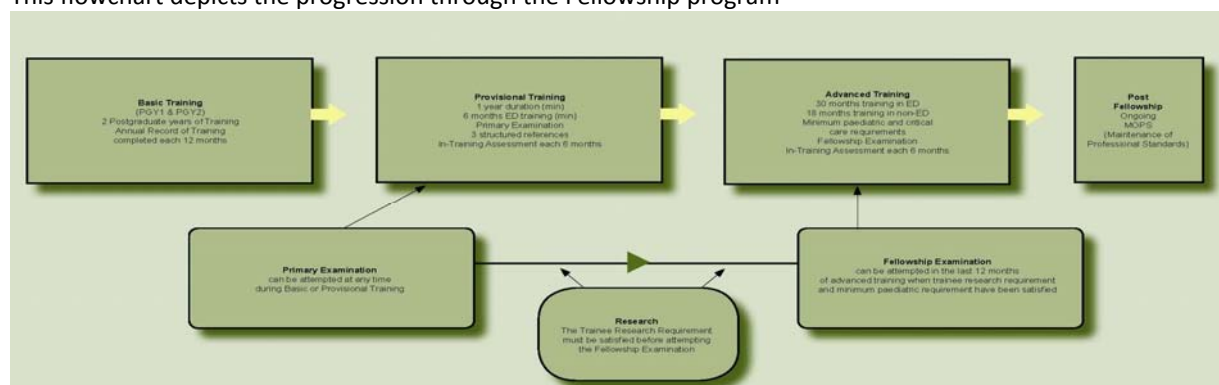 This flowchart depicts the progression through the Fellowship program
Basic Training
(PGY1 & PGY2)
2 Postgraduate years of Training
Annual Record of Training
completed each 12 months
Provisional Training
1 year duration (min)
6 months ED training (min)
Primary Examination
3 structured references
In-Training Assessment each 6 months
Advanced Training
30 months training in ED
18 months training in non-ED
Minimum paediatric and critical
care requirements
Fellowship Examination
In-Training Assessment each 6 months
Post
Fellowship
Ongoing
MOPS
(Maintenance of
Professional Standards)
Primary Examination
can be attempted at any time
during Basic or Provisional Training
Fellowship Examination
can be attempted in the last 12 months
of advanced training when trainee research requirement
and minimum paediatric requirement have been satisfied
Research
The Trainee Research Requirement
must be satisfied before attempting
the Fellowship Examination